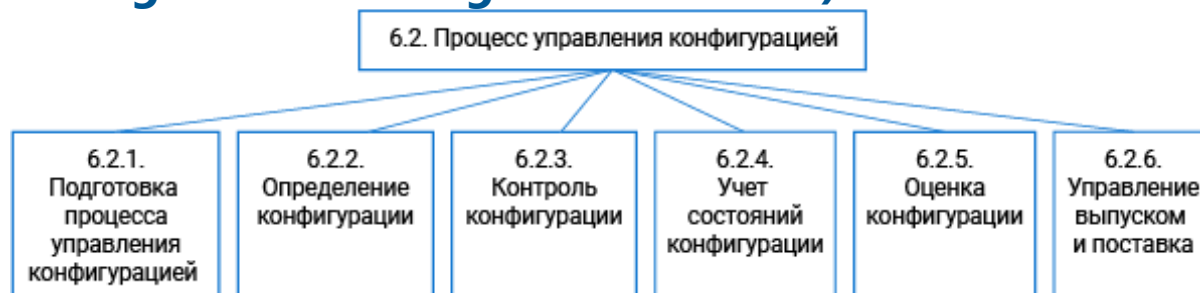 6.2. Процесс управления конфигурацией
6.2.1.
Подготовка
процесса
управления
конфигурацией
6.2.2.
Определение
конфигурации
6.2.3.
Контроль
конфигурации
6.2.4.
Учет
состояний
конфигурации
6.2.5.
Оценка
конфигурации
6.2.6.
Управление
выпуском
и поставка